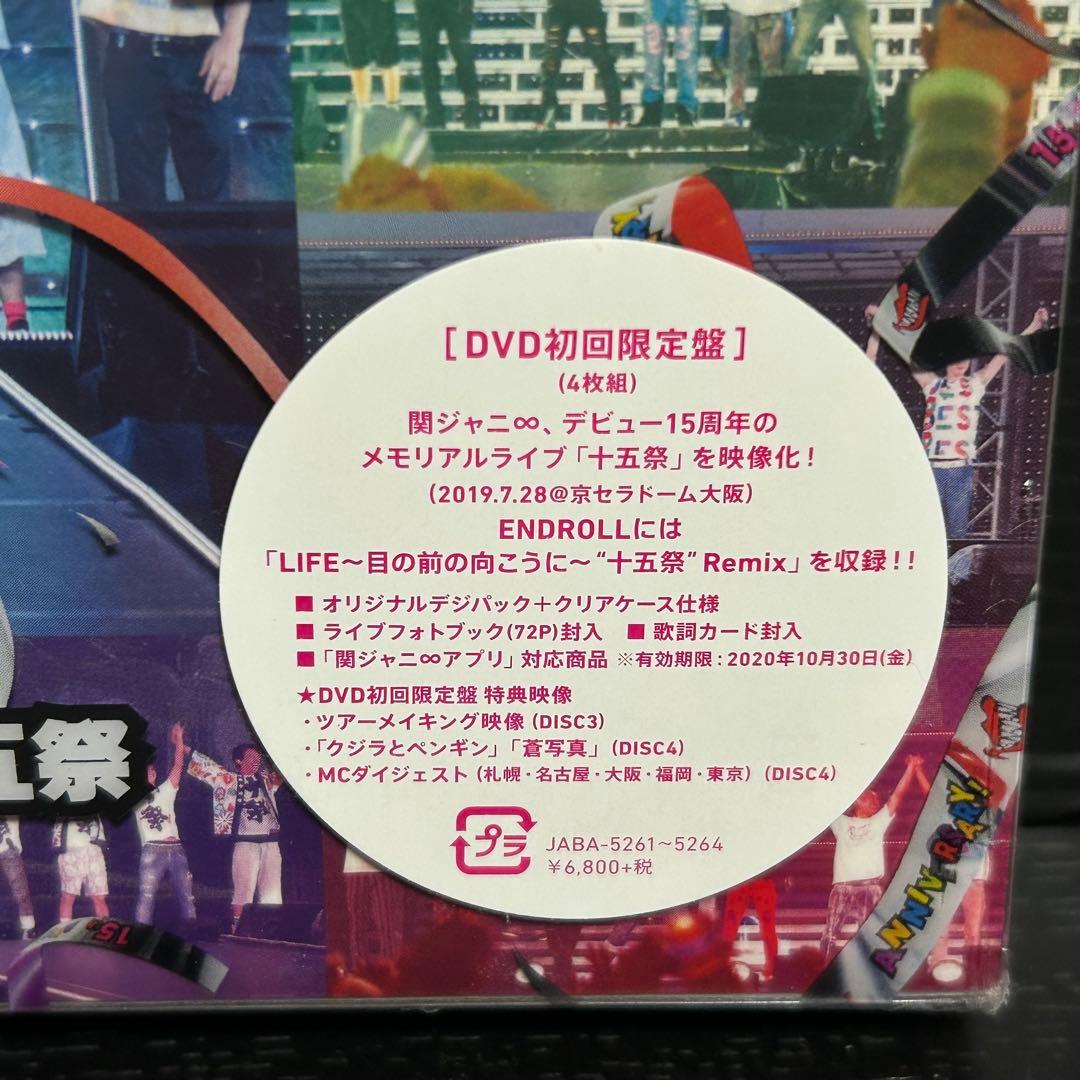 [DVD初回限定盤]
(4枚組)
関ジャニ∞、デビュー15周年の
メモリアルライブ「十五祭」を映像化!
(2019.7.28@京セラドーム大阪)
ENDROLLには
「LIFE～目の前の向こうに～“十五祭”Remix」を収録!!
■ オリジナルデジパック+クリアケース仕様
■ ライブフォトブック(72P)封入 ■ 歌詞カード封入
■「関ジャニ∞アプリ」対応商品 ※有効期限:2020年10月30日(金)
★DVD初回限定盤 特典映像
・ツアーメイキング映像(DISC3)
・「クジラとペンギン」「蒼写真」(DISC4)
・MCダイジェスト(札幌・名古屋・大阪・福岡・東京)(DISC4)
プラ
JABA-5261～5264
¥6,800+税
五祭
15
ANNIVERSARY!
15